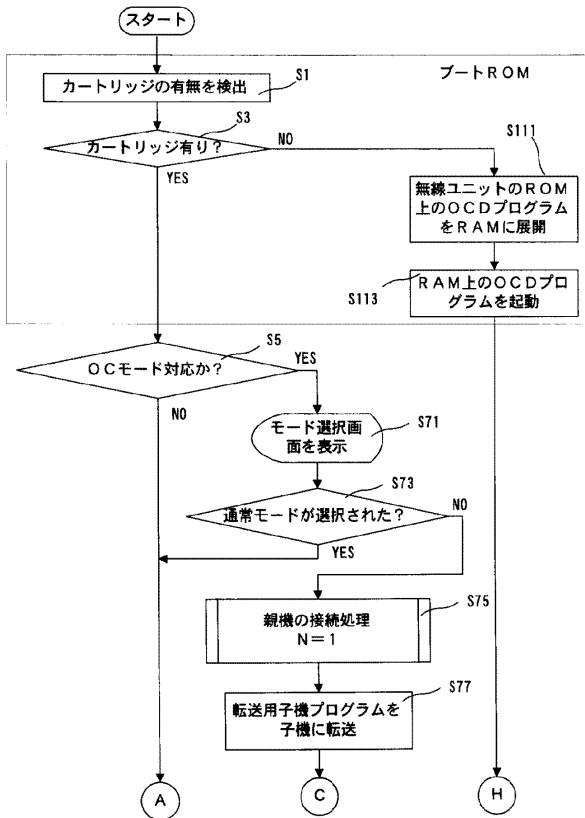 スタート
ブートROM
カートリッジの有無を検出
S1
カートリッジ有り？
S3
NO
YES
S111
無線ユニットのROM
上のOCDプログラム
をRAMに展開
RAM上のOCDプロ
グラムを起動
S113
OCモード対応か？
S5
YES
NO
モード選択画
面を表示
S71
通常モードが選択された？
S73
NO
YES
親機の接続処理
N＝1
S75
転送用子機プログラムを
子機に転送
S77
A
C
H